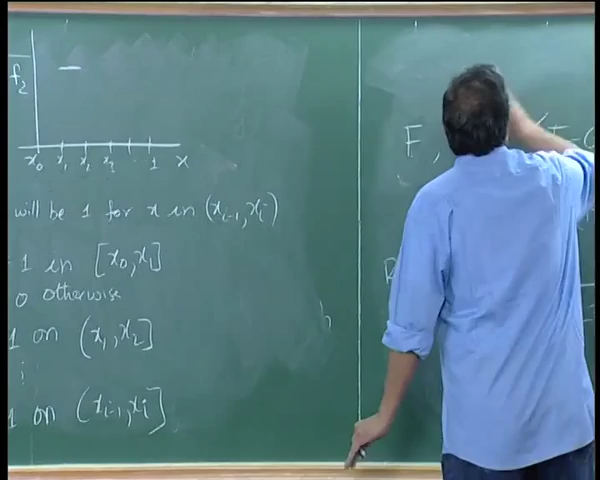 f₂
x₀ x₁ x₂ x₃ 1 x
will be 1 for x in (xᵢ₋₁, xᵢ)
1 in [x₀, x₁]
0 otherwise
1 on (x₁, x₂]
⋮
1 on (xᵢ₋₁, xᵢ]
F,